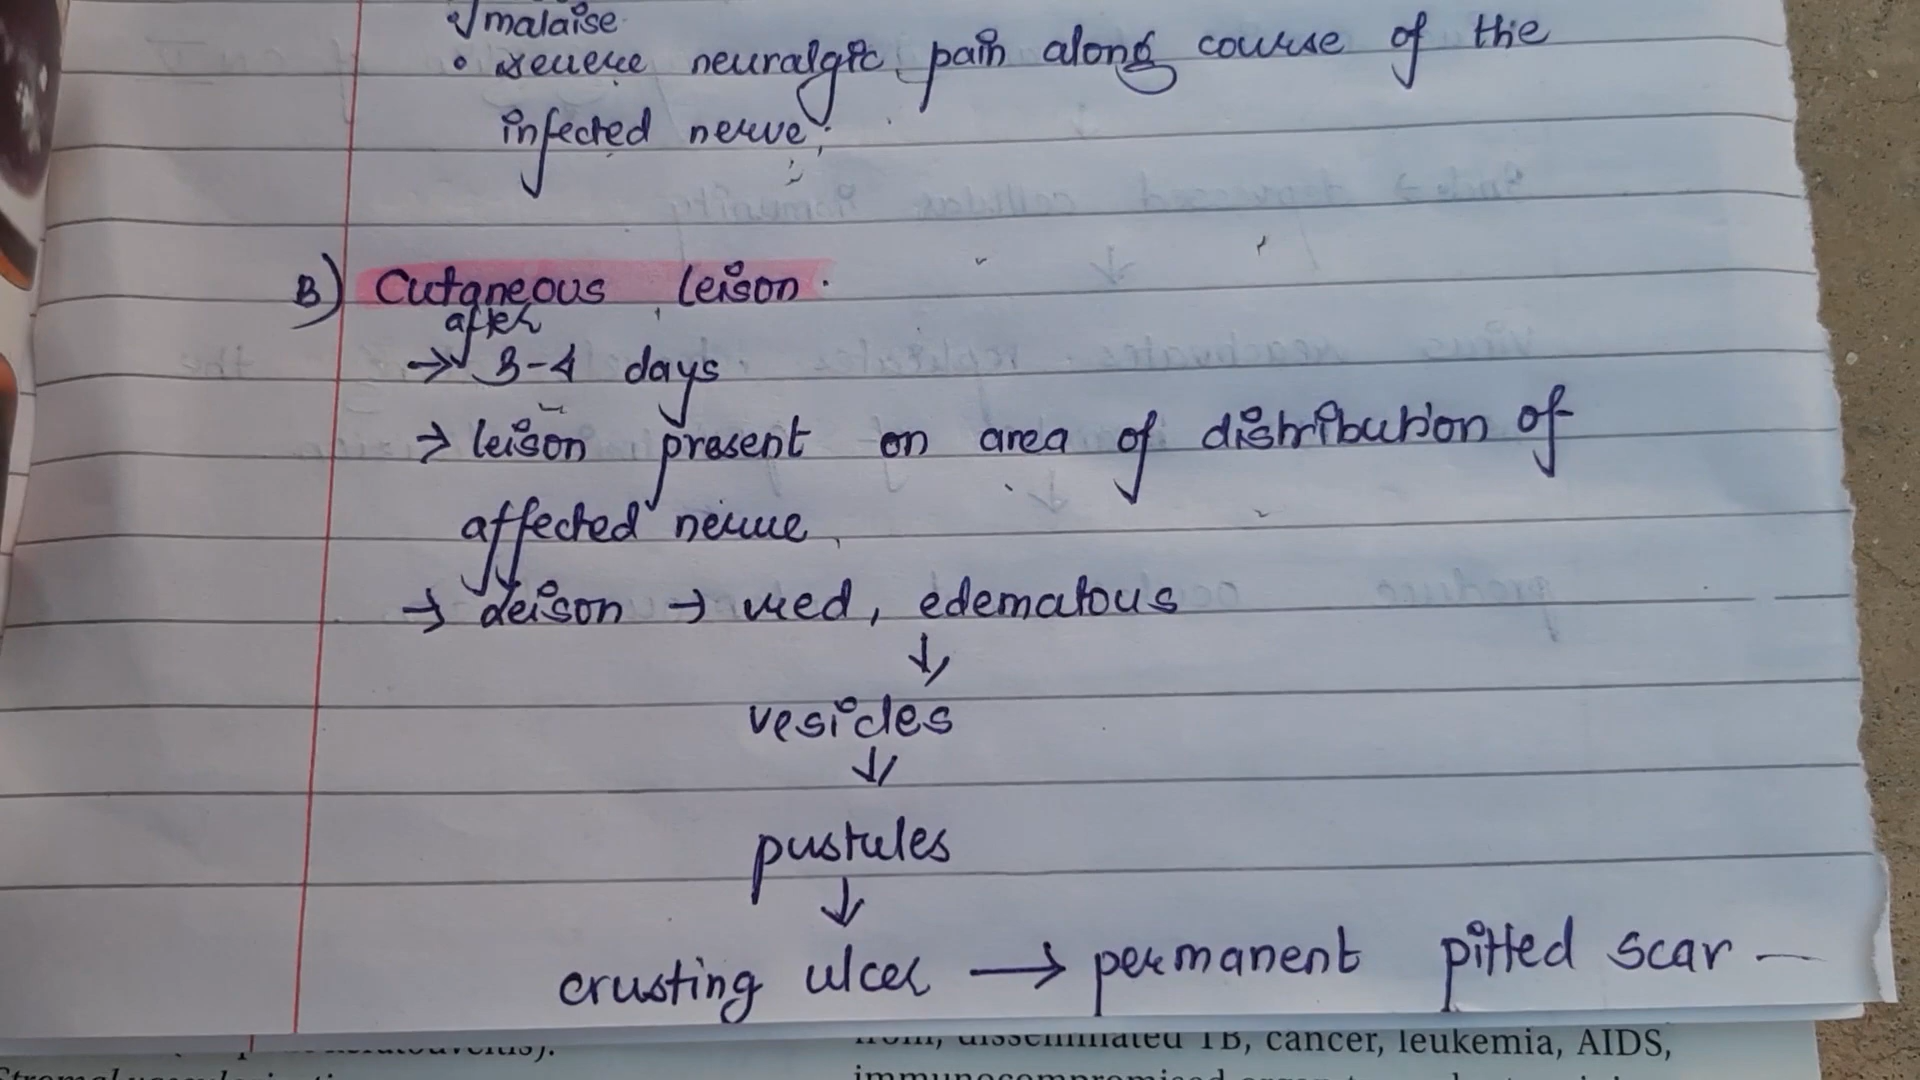 malaise
• severe neuralgic pain along course of the
infected nerve.
B) Cutaneous leison.
after
→ 3-4 days
→ leison present on area of distribution of
affected nerve
→ leison → red, edematous
↓
vesicles
↓
pustules
↓
crusting ulcer → permanent pitted scar —
disseminated TB, cancer, leukemia, AIDS,